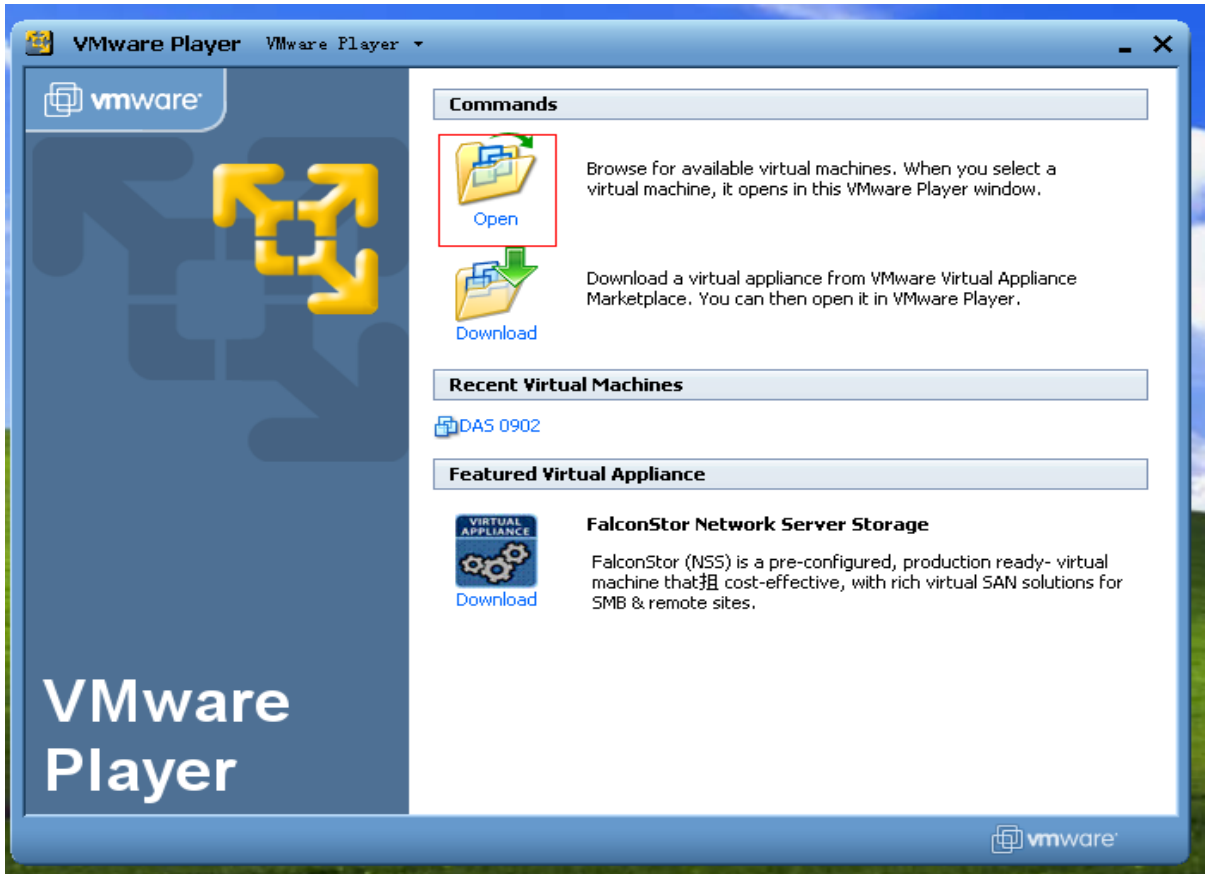 VMware Player VMware Player
vmware
Commands
Browse for available virtual machines. When you select a
virtual machine, it opens in this VMware Player window.
Open
Download a virtual appliance from VMware Virtual Appliance
Marketplace. You can then open it in VMware Player.
Download
Recent Virtual Machines
DAS 0902
Featured Virtual Appliance
VIRTUAL
APPLIANCE
Download
FalconStor Network Server Storage
FalconStor (NSS) is a pre-configured, production ready- virtual
machine that抯 cost-effective, with rich virtual SAN solutions for
SMB & remote sites.
VMware
Player
vmware